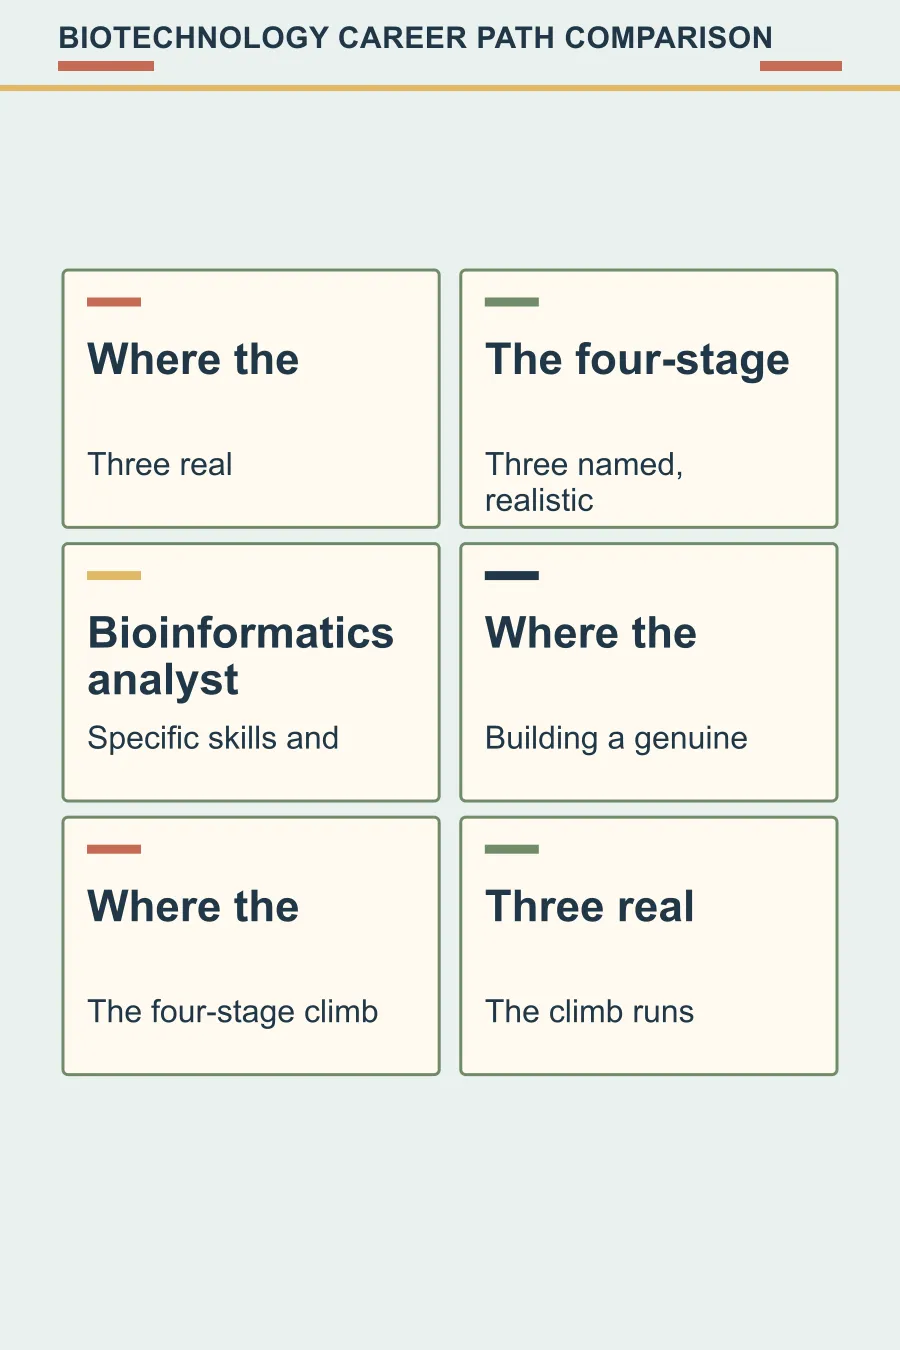 BIOTECHNOLOGY CAREER PATH COMPARISON
Where the
Three real
The four-stage
Three named,
realistic
Bioinformatics
analyst
Specific skills and
Where the
Building a genuine
Where the
The four-stage climb
Three real
The climb runs